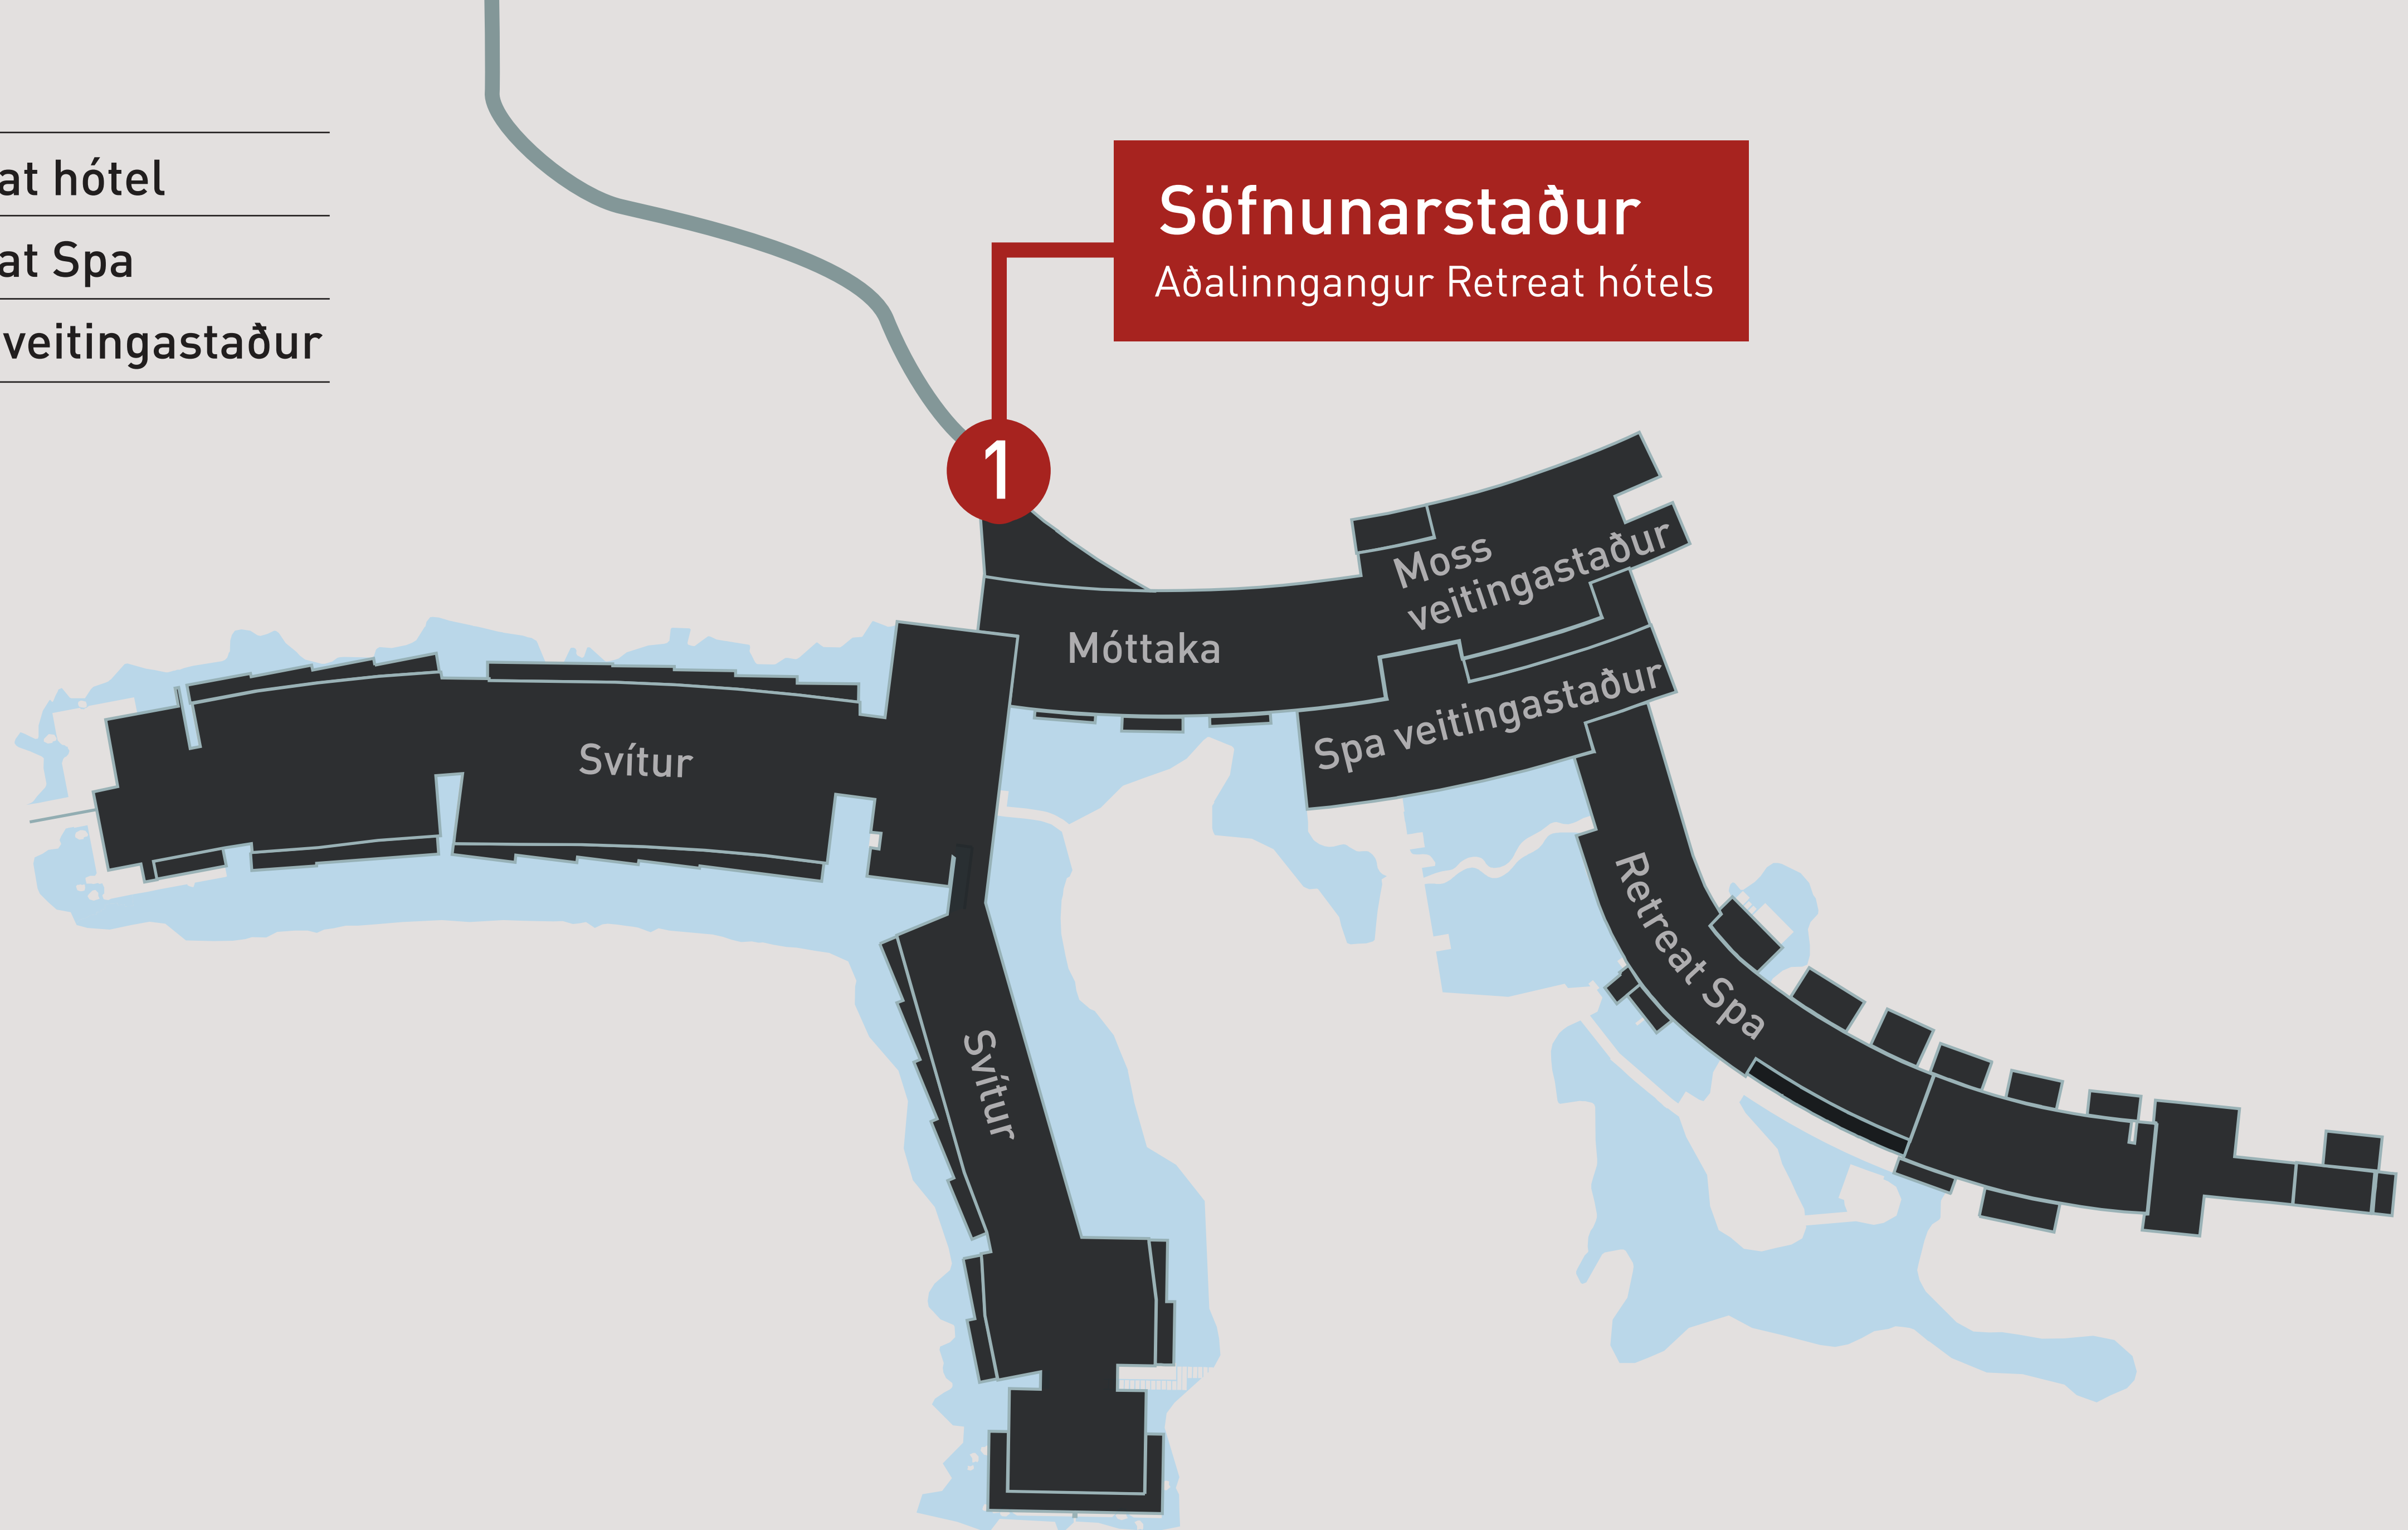 at hótel
at Spa
veitingastaður
Söfnunarstaður
Aðalinngangur Retreat hótels
1
Moss
veitingastaður
Móttaka
Spa veitingastaður
Svítur
Retreat Spa
Svítur